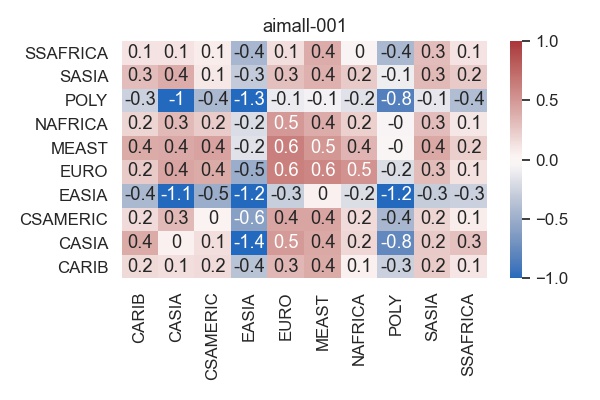 aimall-001
SSAFRICA 0.1 0.1 0.1 -0.4 0.1 0.4 0 -0.4 0.3 0.1
SASIA 0.3 0.4 0.1 -0.3 0.3 0.4 0.2 -0.1 0.3 0.2
POLY -0.3 -1 -0.4 -1.3 -0.1 -0.1 -0.2 -0.8 -0.1 -0.4
NAFRICA 0.2 0.3 0.2 -0.2 0.5 0.4 0.2 -0 0.3 0.1
MEAST 0.4 0.4 0.4 -0.2 0.6 0.5 0.4 -0 0.4 0.2
EURO 0.2 0.4 0.4 -0.5 0.6 0.6 0.5 -0.2 0.3 0.1
EASIA -0.4 -1.1 -0.5 -1.2 -0.3 0 -0.2 -1.2 -0.3 -0.3
CSAMERIC 0.2 0.3 0 -0.6 0.4 0.4 0.2 -0.4 0.2 0.1
CASIA 0.4 0 0.1 -1.4 0.5 0.4 0.2 -0.8 0.2 0.3
CARIB 0.2 0.1 0.2 -0.4 0.3 0.4 0.1 -0.3 0.2 0.1
CARIB CASIA CSAMERIC EASIA EURO MEAST NAFRICA POLY SASIA SSAFRICA
1.0
0.5
0.0
−0.5
−1.0